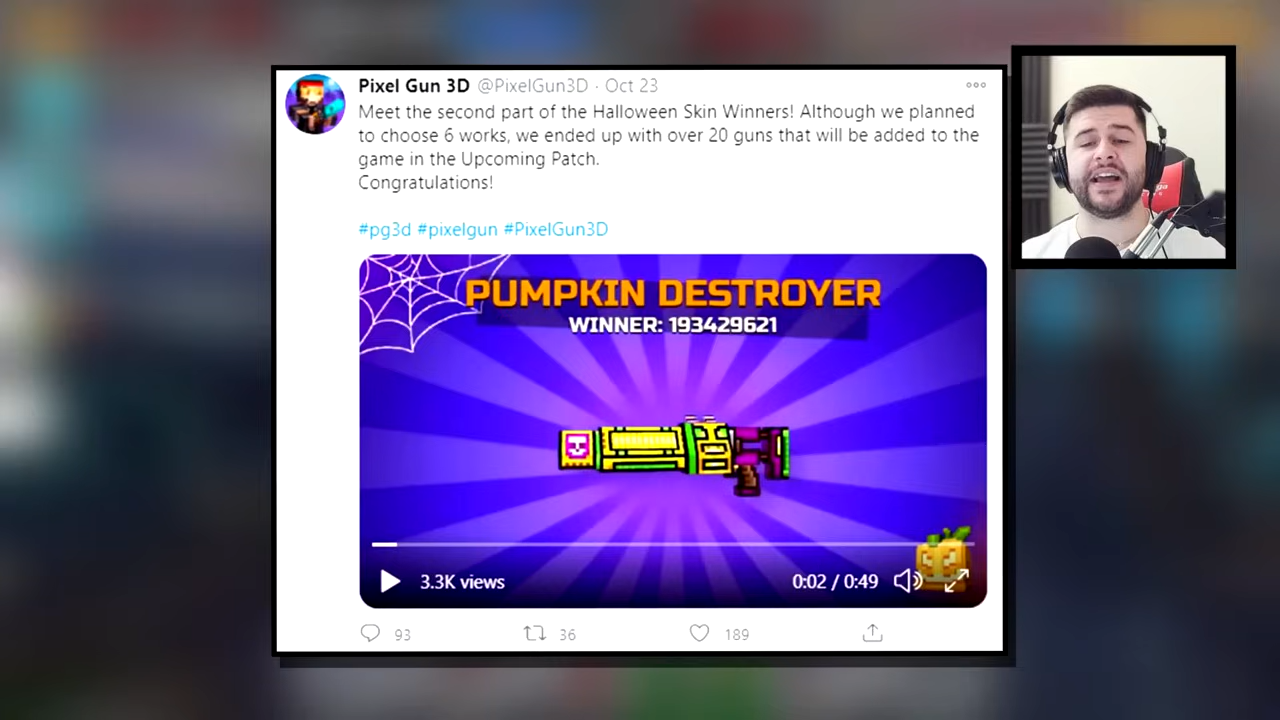 Pixel Gun 3D @PixelGun3D · Oct 23
Meet the second part of the Halloween Skin Winners! Although we planned
to choose 6 works, we ended up with over 20 guns that will be added to the
game in the Upcoming Patch.
Congratulations!
#pg3d #pixelgun #PixelGun3D
PUMPKIN DESTROYER
WINNER: 193429621
3.3K views
0:02 / 0:49
93
36
189